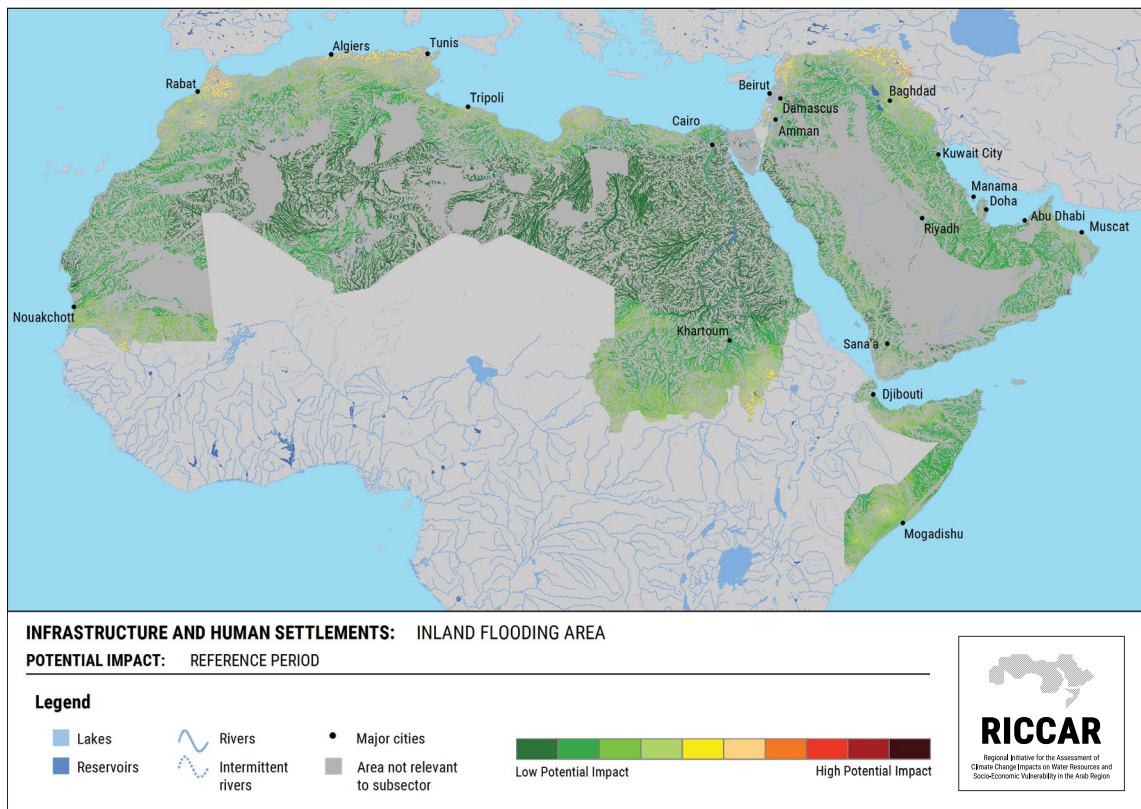 Algiers
Tunis
Rabat
Tripoli
Beirut
Damascus
Baghdad
Cairo
Amman
Kuwait City
Manama
Doha
Abu Dhabi
Riyadh
Muscat
Nouakchott
Khartoum
Sana'a
Djibouti
Mogadishu
INFRASTRUCTURE AND HUMAN SETTLEMENTS: INLAND FLOODING AREA
POTENTIAL IMPACT: REFERENCE PERIOD
Legend
Lakes
Reservoirs
Rivers
Intermittent
rivers
Major cities
Area not relevant
to subsector
Low Potential Impact
High Potential Impact
RICCAR
Regional Initiative for the Assessment of
Climate Change Impacts on Water Resources and
Socio-Economic Vulnerability in the Arab Region